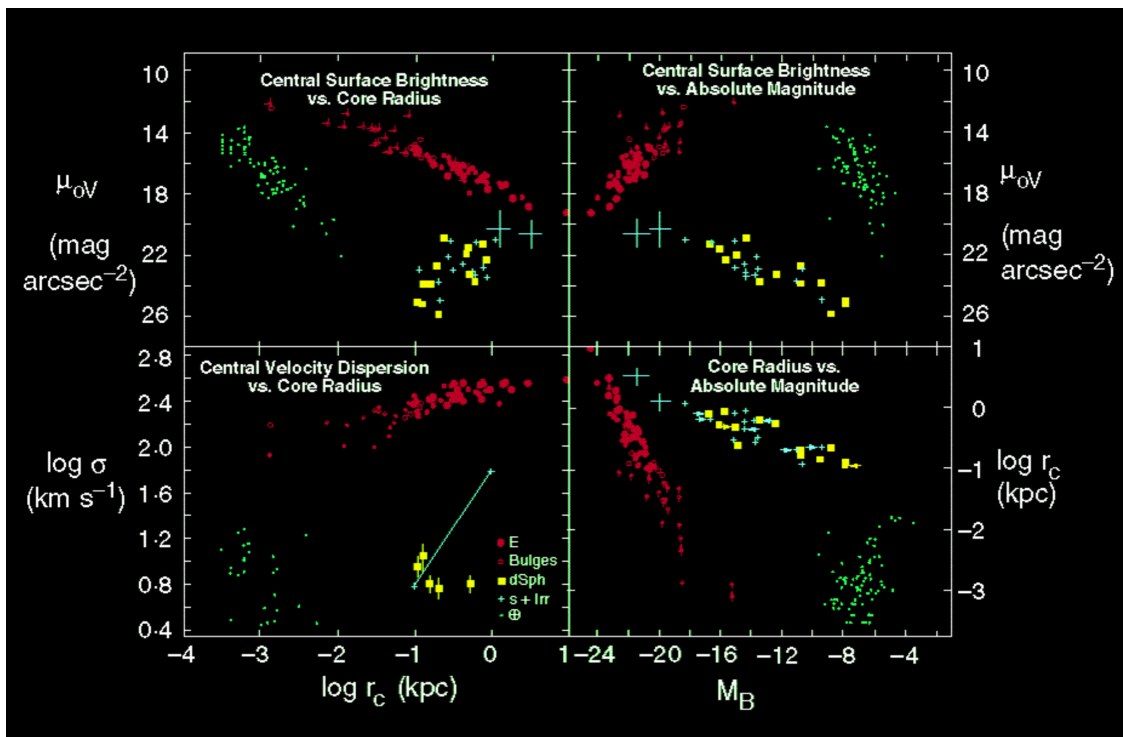 Central Surface Brightness
vs. Core Radius
Central Surface Brightness
vs. Absolute Magnitude
10
14
18
22
26
μoV
(mag
arcsec−2)
10
14
18
22
26
μoV
(mag
arcsec−2)
Central Velocity Dispersion
vs. Core Radius
Core Radius vs.
Absolute Magnitude
2·8
2·4
2·0
1·6
1·2
0·8
0·4
log σ
(km s−1)
E
Bulges
dSph
s + Irr
⊕
1
0
−1
−2
−3
log rc
(kpc)
−4 −3 −2 −1 0 1 −24 −20 −16 −12 −8 −4
log rc (kpc) MB